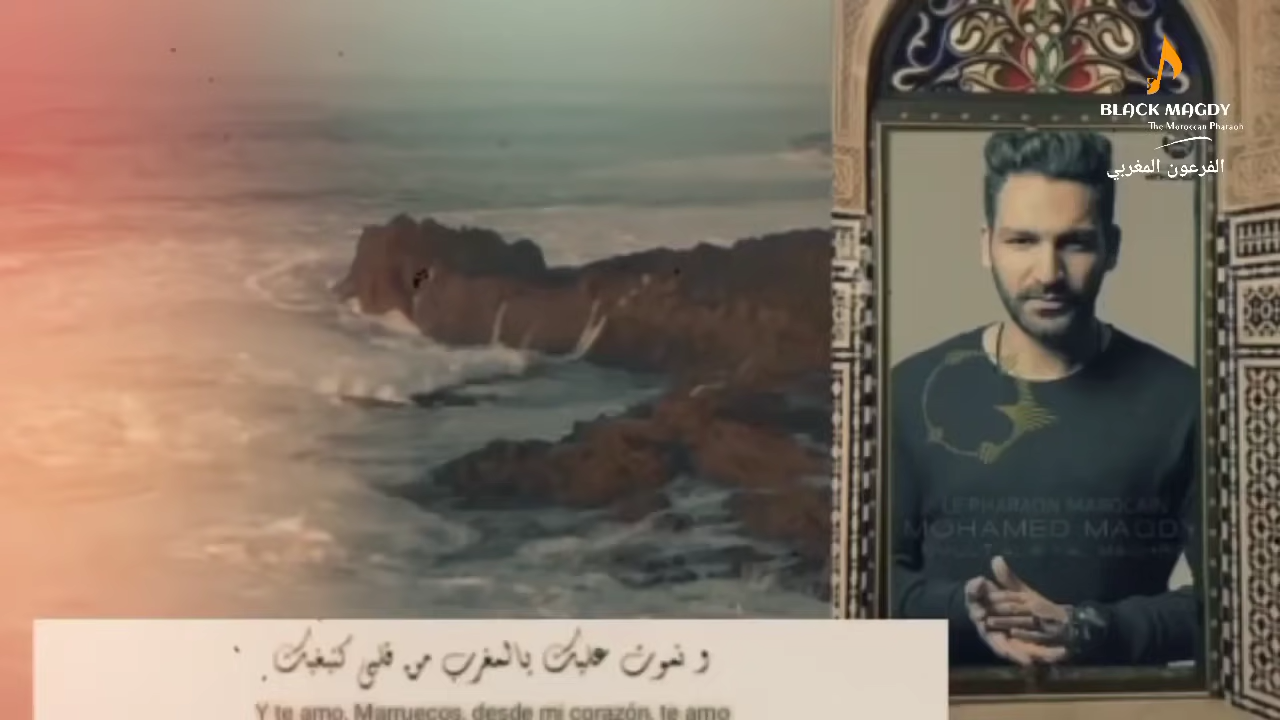 BLACK MAGDY
The Moroccan Pharaoh
الفرعون المغربي
LE PHARAON MAROCAIN
MOHAMED MAGDY
و نموت عليك يالمغرب من قلبي كنبغيك
Y te amo, Marruecos, desde mi corazón, te amo